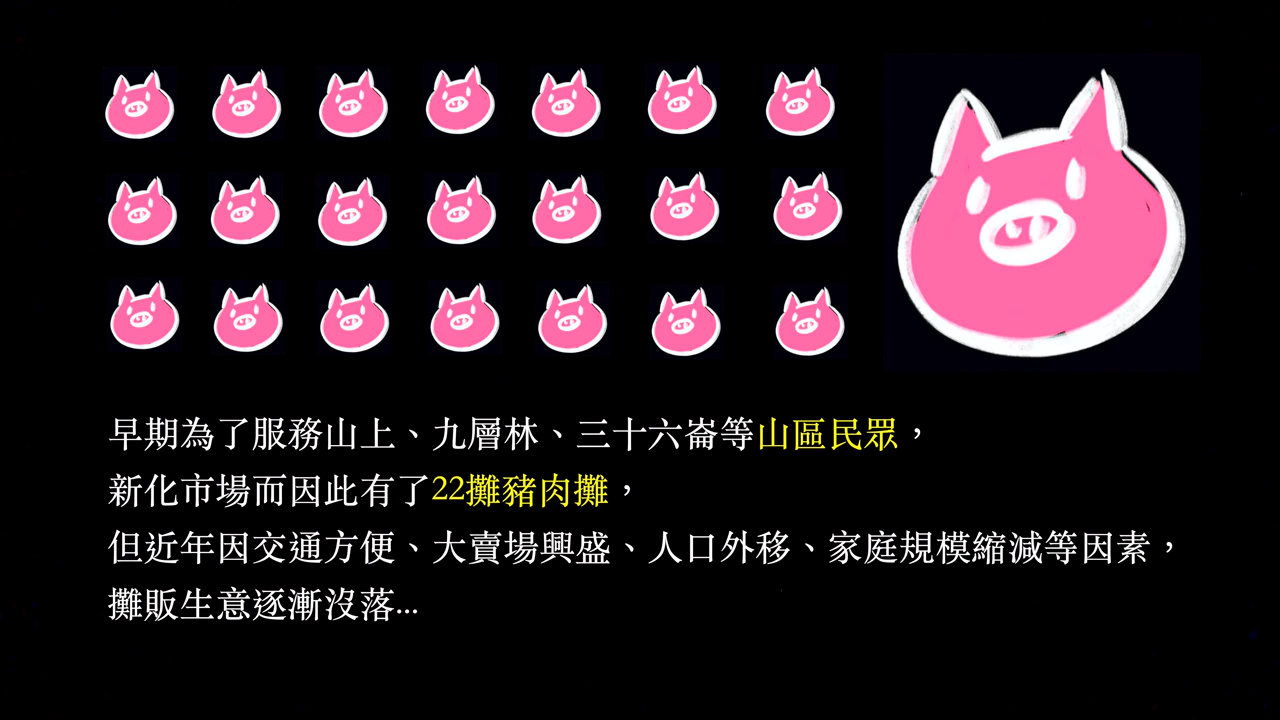 早期為了服務山上、九層林、三十六崙等山區民眾，
新化市場而因此有了22攤豬肉攤，
但近年因交通方便、大賣場興盛、人口外移、家庭規模縮減等因素，
攤販生意逐漸沒落...